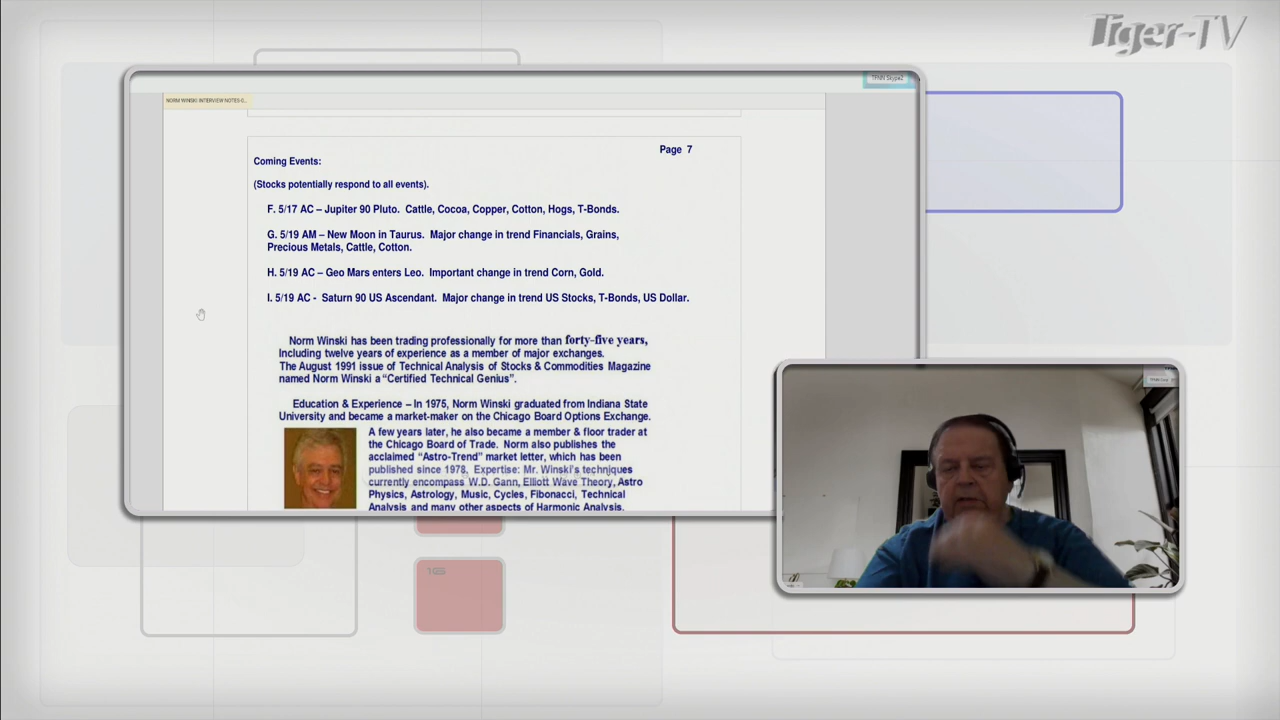 Tiger-TV
TFNN Skype2
NORM WINSKI INTERVIEW NOTES 0...
Page 7
Coming Events:
(Stocks potentially respond to all events).
F. 5/17 AC – Jupiter 90 Pluto. Cattle, Cocoa, Copper, Cotton, Hogs, T-Bonds.
G. 5/19 AM – New Moon in Taurus. Major change in trend Financials, Grains,
Precious Metals, Cattle, Cotton.
H. 5/19 AC – Geo Mars enters Leo. Important change in trend Corn, Gold.
I. 5/19 AC - Saturn 90 US Ascendant. Major change in trend US Stocks, T-Bonds, US Dollar.
Norm Winski has been trading professionally for more than forty-five years,
Including twelve years of experience as a member of major exchanges.
The August 1991 issue of Technical Analysis of Stocks & Commodities Magazine
named Norm Winski a “Certified Technical Genius”.
Education & Experience – In 1975, Norm Winski graduated from Indiana State
University and became a market-maker on the Chicago Board Options Exchange.
A few years later, he also became a member & floor trader at
the Chicago Board of Trade. Norm also publishes the
acclaimed “Astro-Trend” market letter, which has been
published since 1978. Expertise: Mr. Winski's techniques
currently encompass W.D. Gann, Elliott Wave Theory, Astro
Physics, Astrology, Music, Cycles, Fibonacci, Technical
Analysis and many other aspects of Harmonic Analysis.